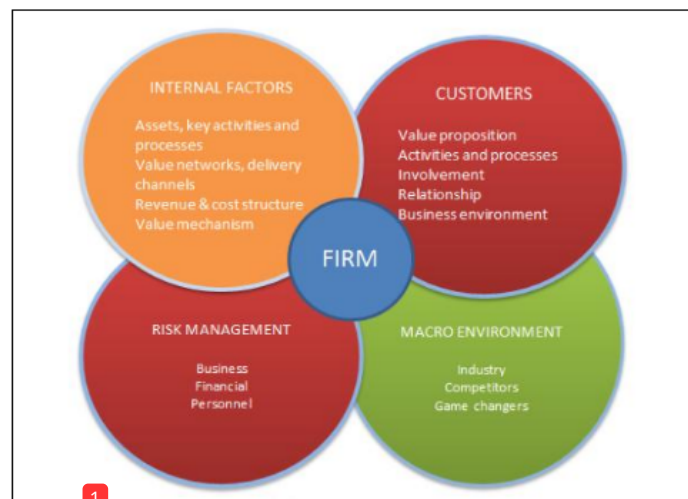 INTERNAL FACTORS
Assets, key activities and
processes
Value networks, delivery
channels
Revenue & cost structure
Value mechanism
CUSTOMERS
Value proposition
Activities and processes
Involvement
Relationship
Business environment
FIRM
RISK MANAGEMENT
Business
Financial
Personnel
MACRO ENVIRONMENT
Industry
Competitors
Game changers
1